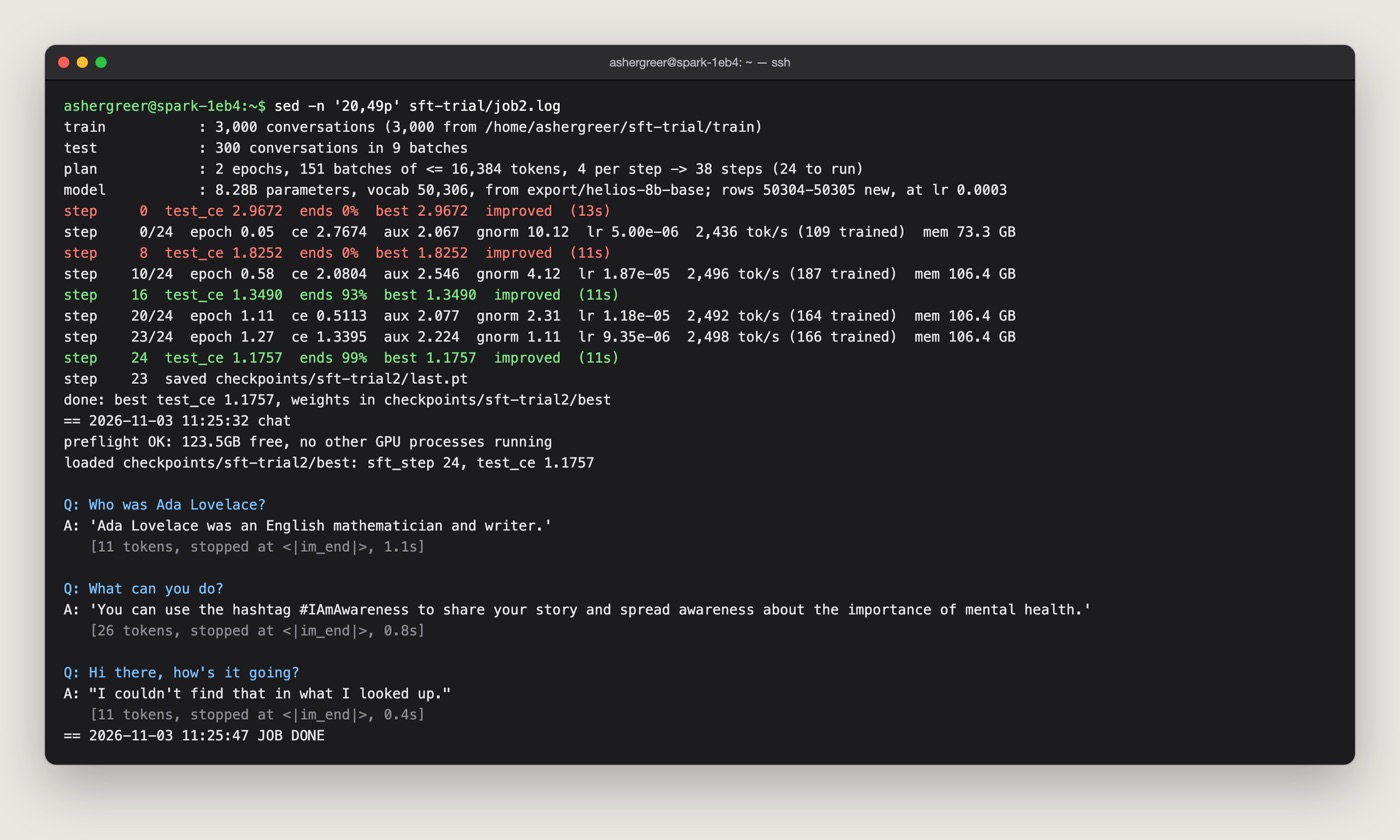 ashergreer@spark-1eb4: ~ — ssh
ashergreer@spark-1eb4:~$ sed -n '20,49p' sft-trial/job2.log
train           : 3,000 conversations (3,000 from /home/ashergreer/sft-trial/train)
test            : 300 conversations in 9 batches
plan            : 2 epochs, 151 batches of <= 16,384 tokens, 4 per step -> 38 steps (24 to run)
model           : 8.28B parameters, vocab 50,306, from export/helios-8b-base; rows 50304-50305 new, at lr 0.0003
step     0  test_ce 2.9672  ends 0%  best 2.9672  improved  (13s)
step     0/24  epoch 0.05  ce 2.7674  aux 2.067  gnorm 10.12  lr 5.00e-06  2,436 tok/s (109 trained)  mem 73.3 GB
step     8  test_ce 1.8252  ends 0%  best 1.8252  improved  (11s)
step    10/24  epoch 0.58  ce 2.0804  aux 2.546  gnorm 4.12  lr 1.87e-05  2,496 tok/s (187 trained)  mem 106.4 GB
step    16  test_ce 1.3490  ends 93%  best 1.3490  improved  (11s)
step    20/24  epoch 1.11  ce 0.5113  aux 2.077  gnorm 2.31  lr 1.18e-05  2,492 tok/s (164 trained)  mem 106.4 GB
step    23/24  epoch 1.27  ce 1.3395  aux 2.224  gnorm 1.11  lr 9.35e-06  2,498 tok/s (166 trained)  mem 106.4 GB
step    24  test_ce 1.1757  ends 99%  best 1.1757  improved  (11s)
step    23  saved checkpoints/sft-trial2/last.pt
done: best test_ce 1.1757, weights in checkpoints/sft-trial2/best
== 2026-11-03 11:25:32 chat
preflight OK: 123.5GB free, no other GPU processes running
loaded checkpoints/sft-trial2/best: sft_step 24, test_ce 1.1757
Q: Who was Ada Lovelace?
A: 'Ada Lovelace was an English mathematician and writer.'
   [11 tokens, stopped at <|im_end|>, 1.1s]
Q: What can you do?
A: 'You can use the hashtag #IAmAwareness to share your story and spread awareness about the importance of mental health.'
   [26 tokens, stopped at <|im_end|>, 0.8s]
Q: Hi there, how's it going?
A: "I couldn't find that in what I looked up."
   [11 tokens, stopped at <|im_end|>, 0.4s]
== 2026-11-03 11:25:47 JOB DONE